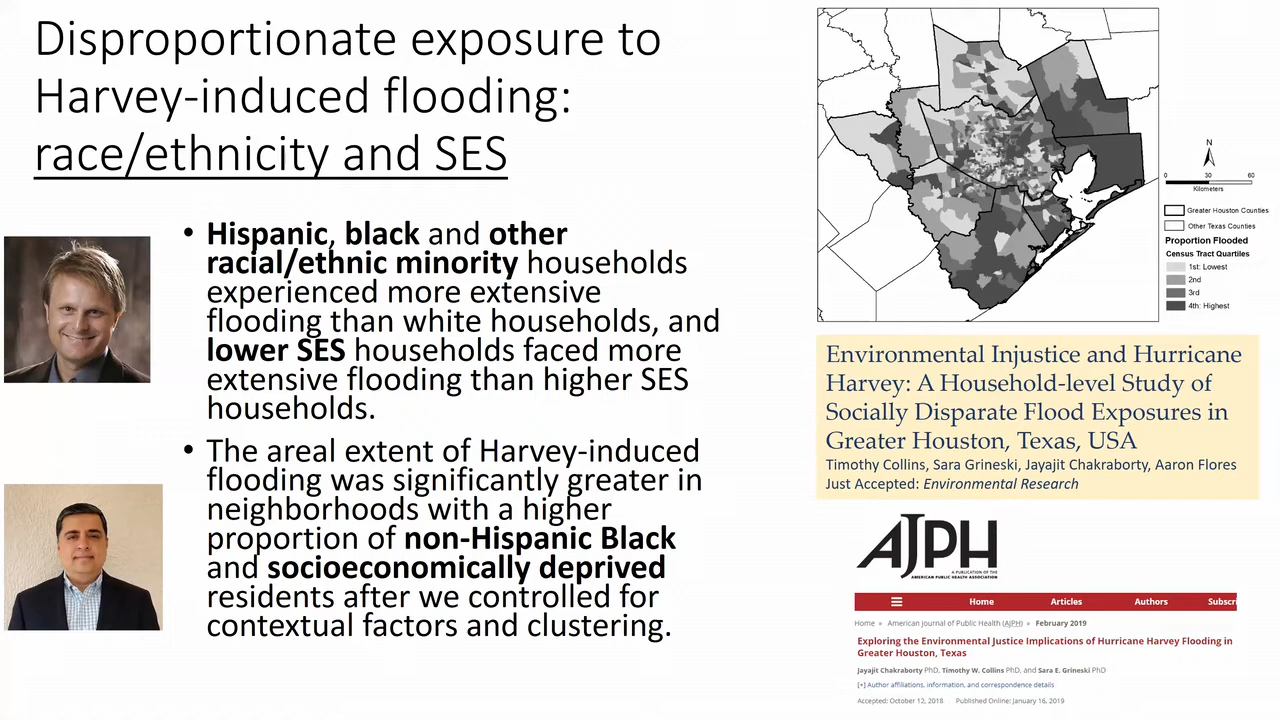 Disproportionate exposure to
Harvey-induced flooding:
race/ethnicity and SES
• Hispanic, black and other
racial/ethnic minority households
experienced more extensive
flooding than white households, and
lower SES households faced more
extensive flooding than higher SES
households.
• The areal extent of Harvey-induced
flooding was significantly greater in
neighborhoods with a higher
proportion of non-Hispanic Black
and socioeconomically deprived
residents after we controlled for
contextual factors and clustering.
N
0 30 60
Kilometers
Greater Houston Counties
Other Texas Counties
Proportion Flooded
Census Tract Quartiles
1st: Lowest
2nd
3rd
4th: Highest
Environmental Injustice and Hurricane
Harvey: A Household-level Study of
Socially Disparate Flood Exposures in
Greater Houston, Texas, USA
Timothy Collins, Sara Grineski, Jayajit Chakraborty, Aaron Flores
Just Accepted: Environmental Research
AJPH
A PUBLICATION OF THE
AMERICAN PUBLIC HEALTH ASSOCIATION
Home Articles Authors Subscri
Home » American Journal of Public Health (AJPH) » February 2019
Exploring the Environmental Justice Implications of Hurricane Harvey Flooding in
Greater Houston, Texas
Jayajit Chakraborty PhD, Timothy W. Collins PhD, and Sara E. Grineski PhD
[+] Author affiliations, information, and correspondence details
Accepted: October 12, 2018 Published Online: January 16, 2019